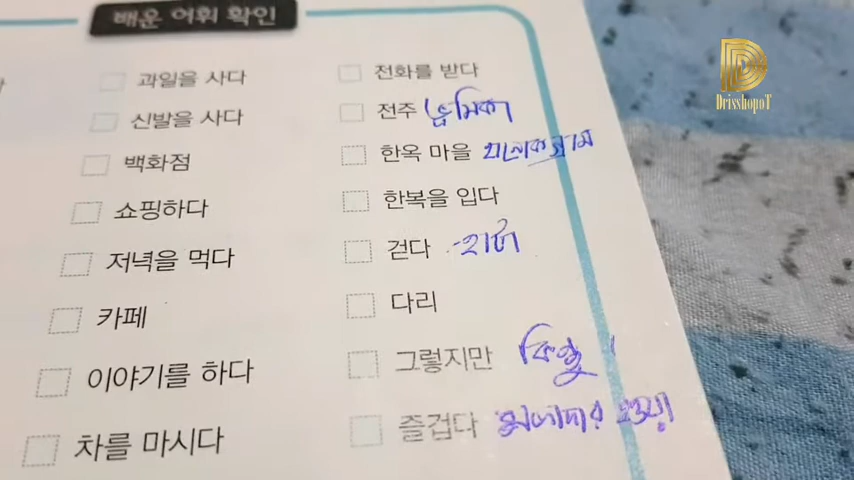 배운 어휘 확인
과일을 사다
신발을 사다
백화점
쇼핑하다
저녁을 먹다
카페
이야기를 하다
차를 마시다
전화를 받다
전주 ভূমিকা
한옥 마을
한복을 입다
걷다 হাটা
다리
그렇지만 কিন্তু
즐겁다 মজাদার হওয়া
DrisshopoT